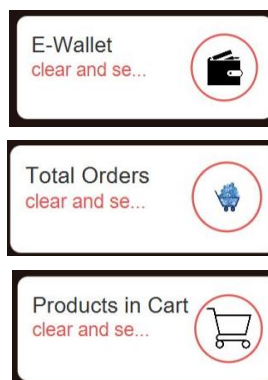 E-Wallet
clear and se...
Total Orders
clear and se...
Products in Cart
clear and se...